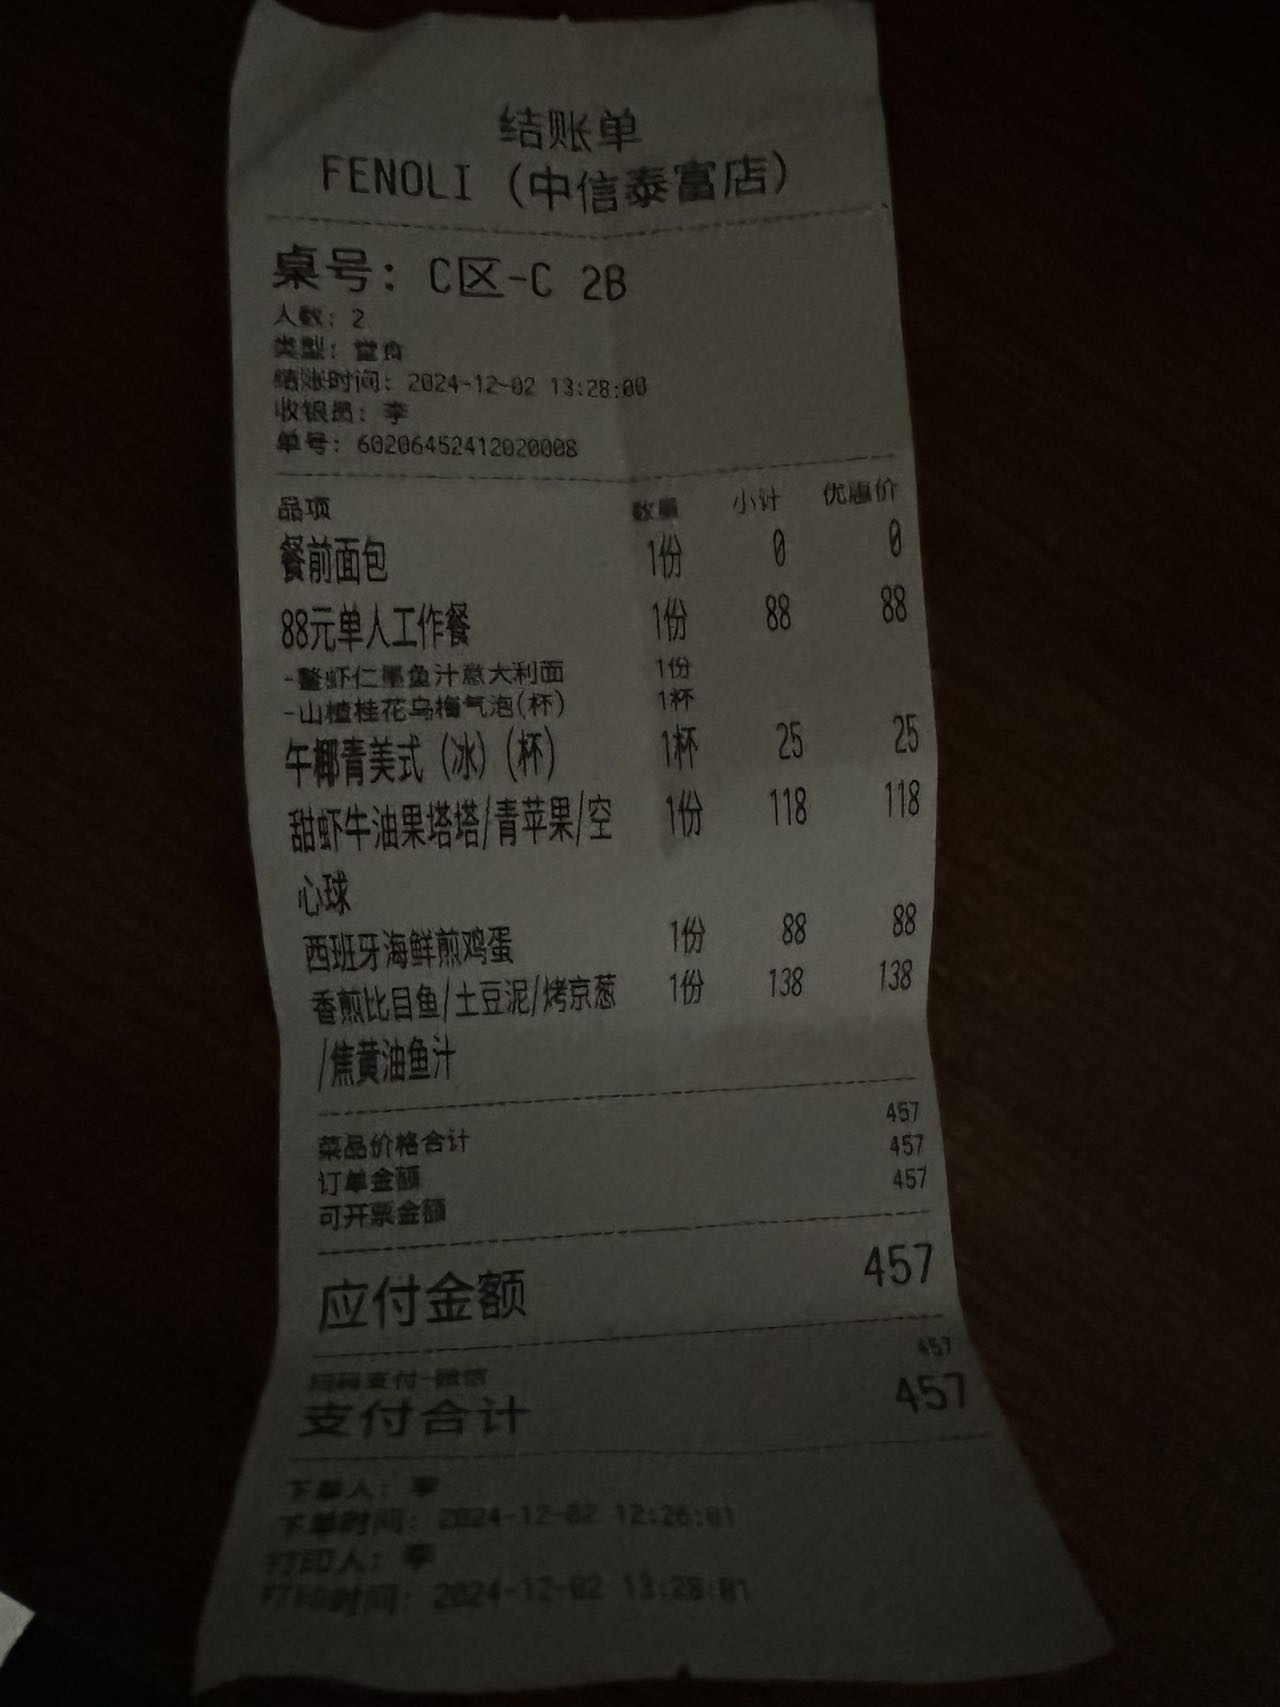 结账单
FENOLI（中信泰富店）
桌号：C区-C 2B
人数：2
类型：堂食
结账时间：2024-12-02 13:28:00
收银员：李
单号：602064524120​20008
品项 数量 小计 优惠价
餐前面包 1份 0 0
88元单人工作餐 1份 88 88
-鳌虾仁墨鱼汁意大利面 1份
-山楂桂花乌梅气泡(杯) 1杯
午椰青美式（冰）（杯） 1杯 25 25
甜虾牛油果塔塔/青苹果/空 1份 118 118
心球
西班牙海鲜煎鸡蛋 1份 88 88
香煎比目鱼/土豆泥/烤京葱 1份 138 138
/焦黄油鱼汁
菜品价格合计 457
订单金额 457
可开票金额 457
应付金额 457
扫码支付-微信 457
支付合计 457
下单人：李
下单时间：2024-12-02 12:26:01
打印人：李
打印时间：2024-12-02 13:28:01